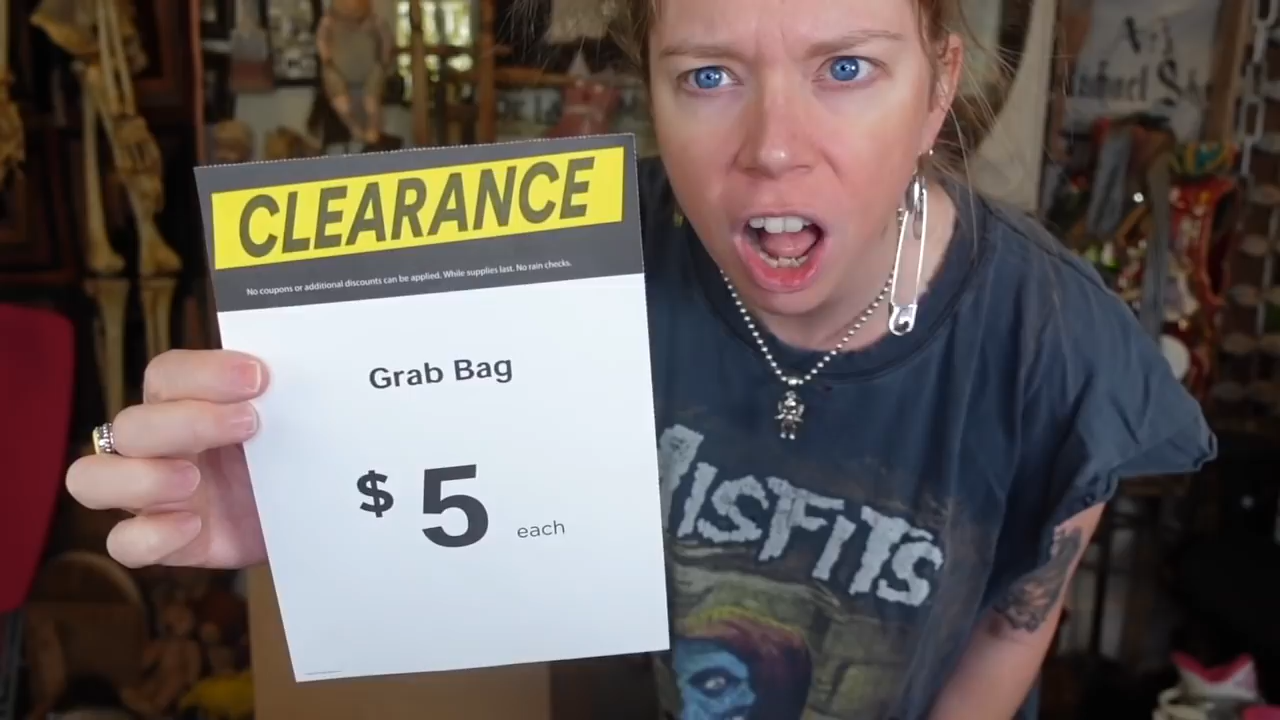 CLEARANCE
No coupons or additional discounts can be applied. While supplies last. No rain checks.
Grab Bag
$ 5 each
MISFITS